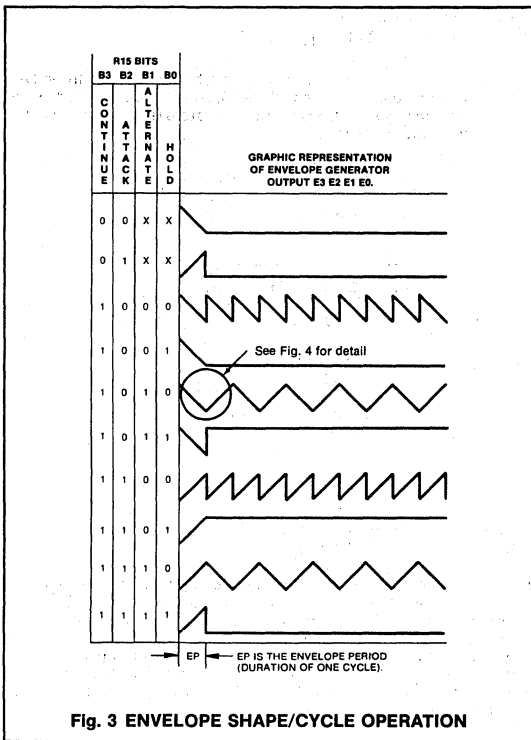 R15 BITS
B3 B2 B1 B0
CONTINUE
ATTACK
ALTERNATE
HOLD
GRAPHIC REPRESENTATION
OF ENVELOPE GENERATOR
OUTPUT E3 E2 E1 E0.
0 0 X X
0 1 X X
1 0 0 0
1 0 0 1
See Fig. 4 for detail
1 0 1 0
1 0 1 1
1 1 0 0
1 1 0 1
1 1 1 0
1 1 1 1
EP
EP IS THE ENVELOPE PERIOD
(DURATION OF ONE CYCLE).
Fig. 3 ENVELOPE SHAPE/CYCLE OPERATION